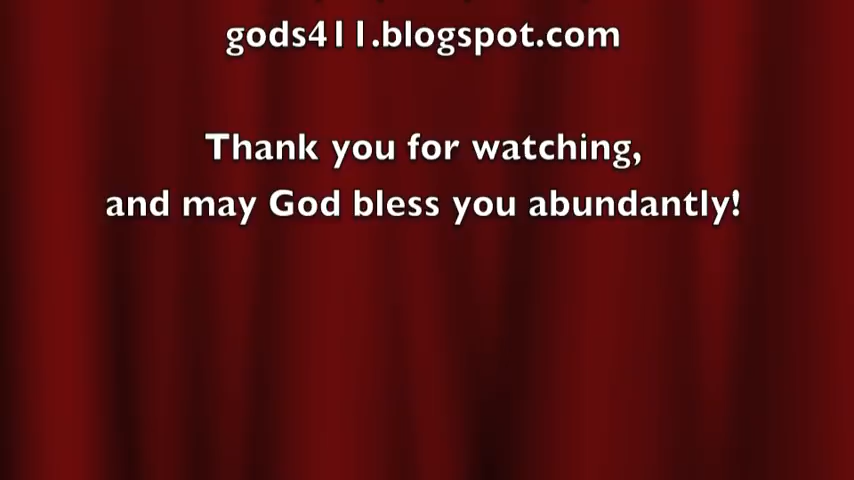 gods411.blogspot.com
Thank you for watching,
and may God bless you abundantly!